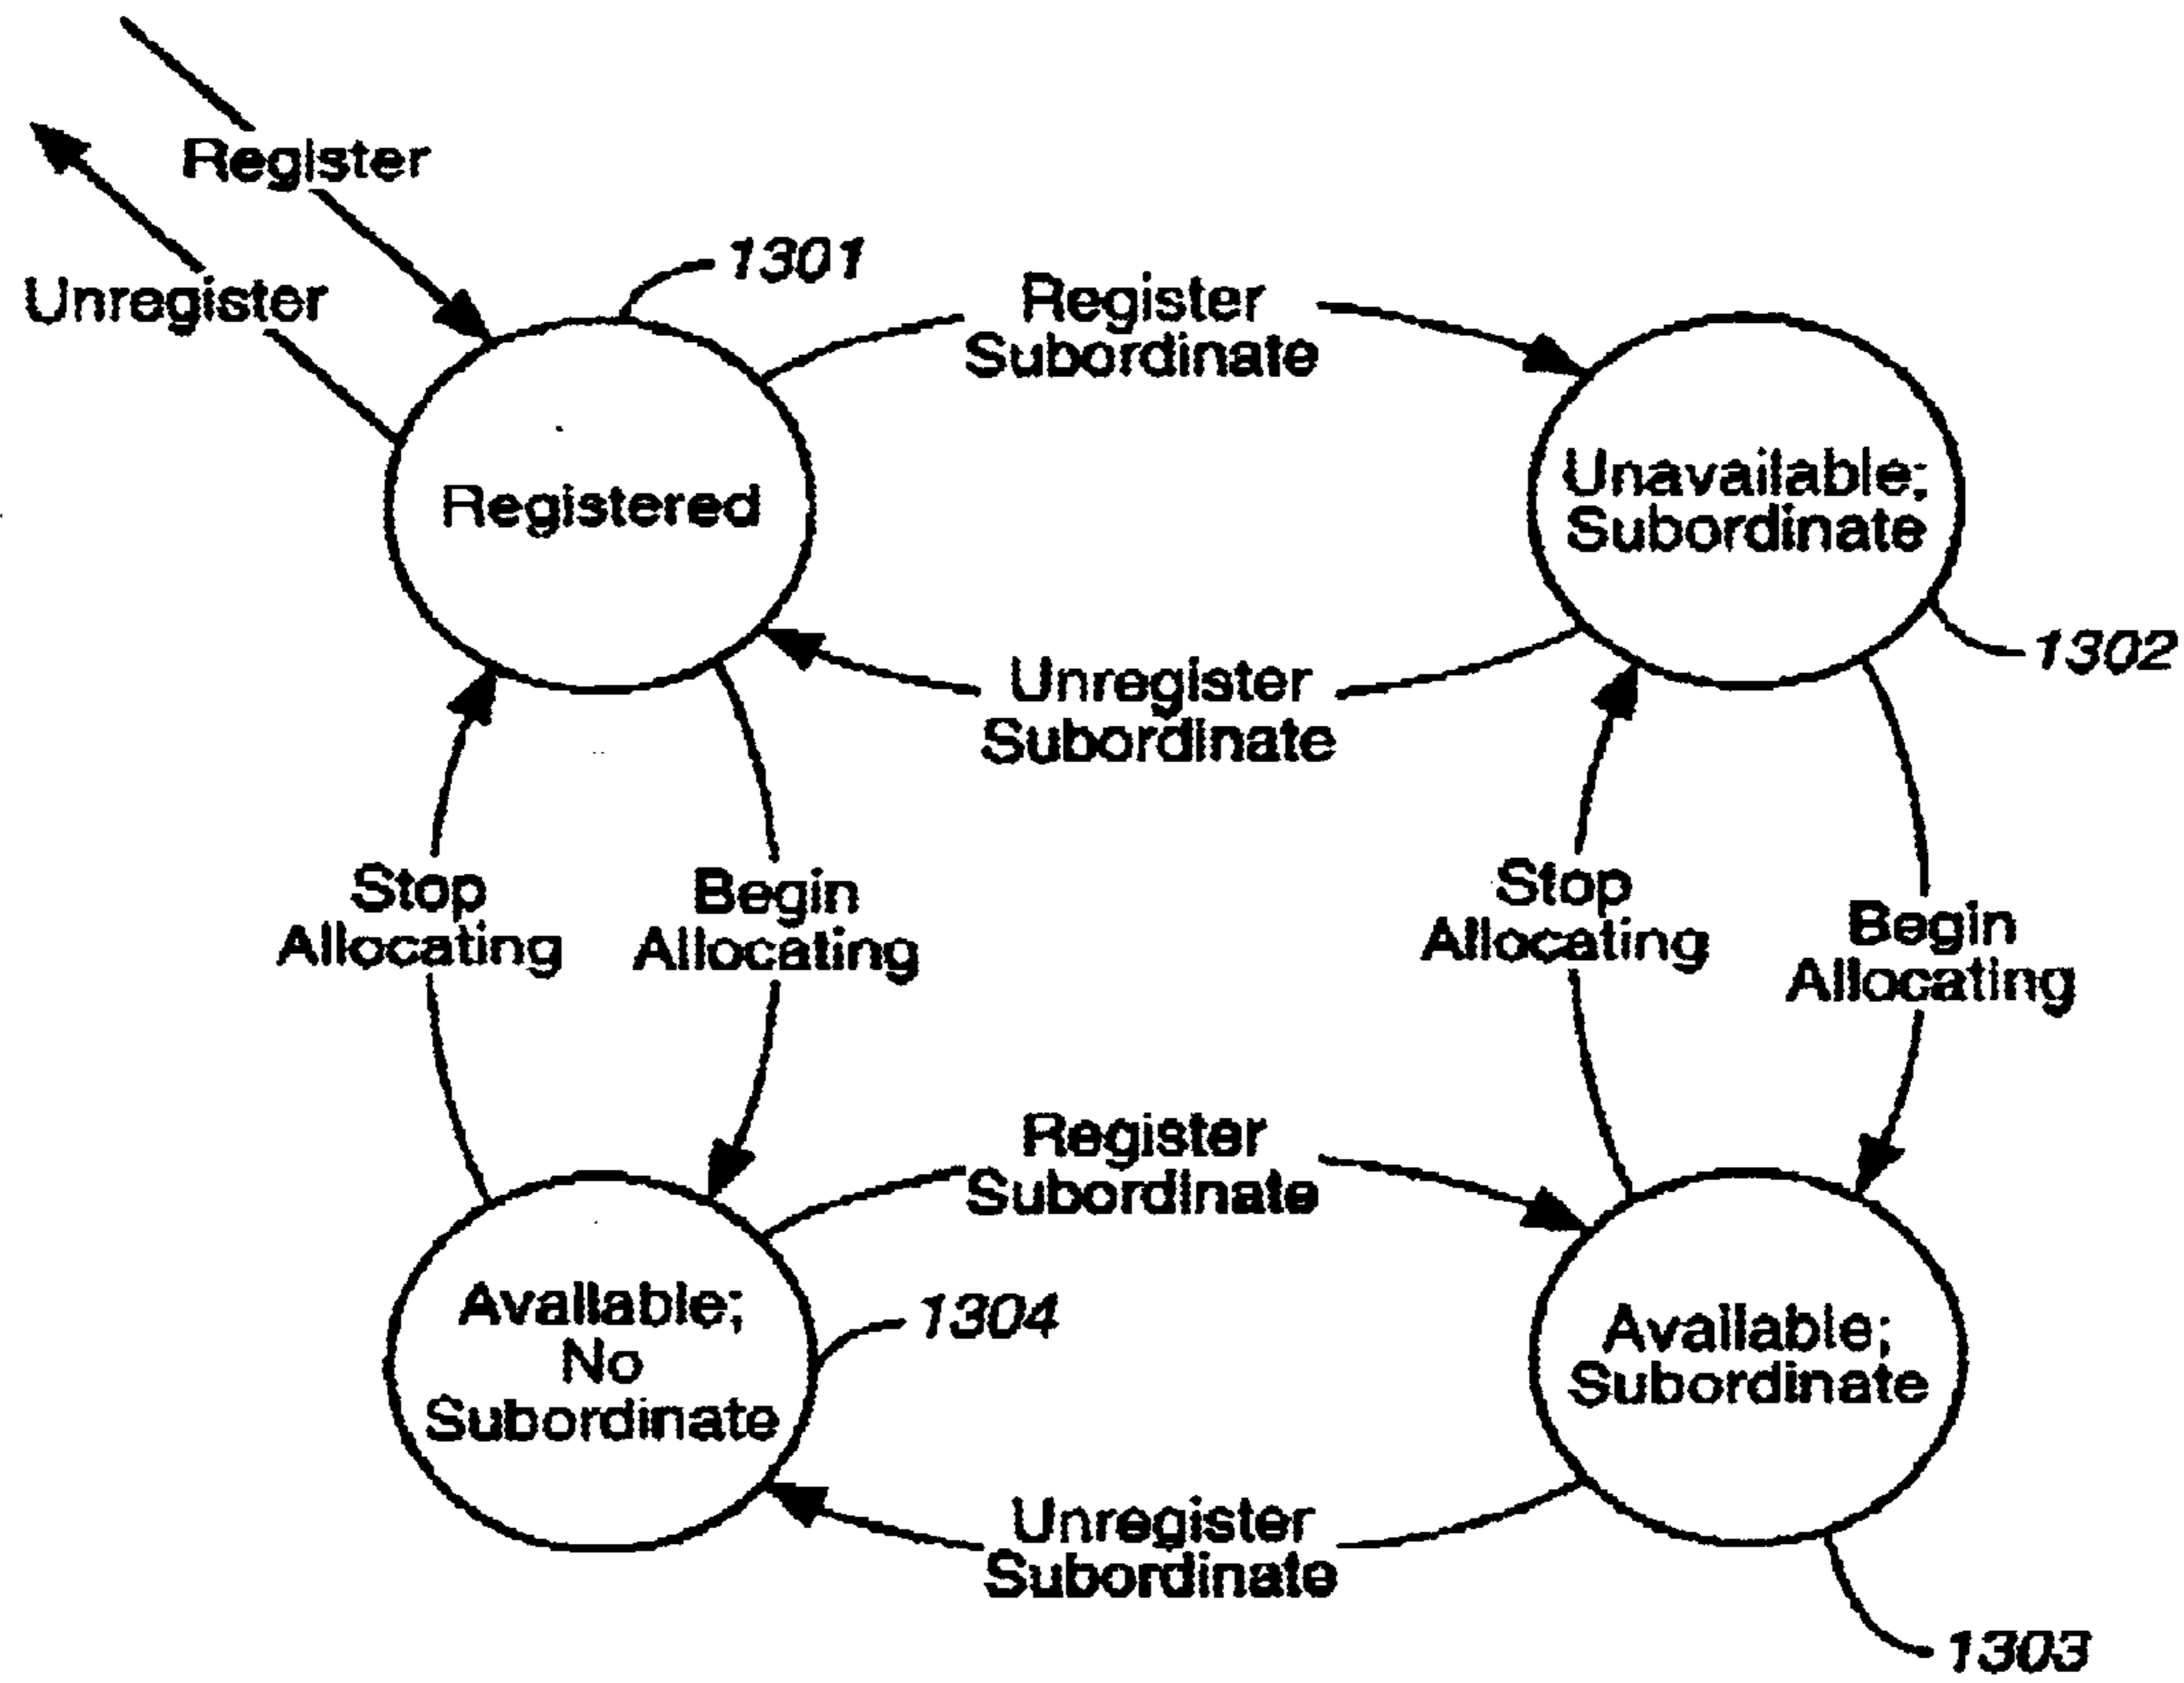 Register
Unregister
1301
Register
Subordinate
Registered
Unavailable;
Subordinate
1302
Unregister
Subordinate
Stop
Allocating
Begin
Allocating
Stop
Allocating
Begin
Allocating
Register
Subordinate
Available;
No
Subordinate
1304
Available;
Subordinate
Unregister
Subordinate
1303